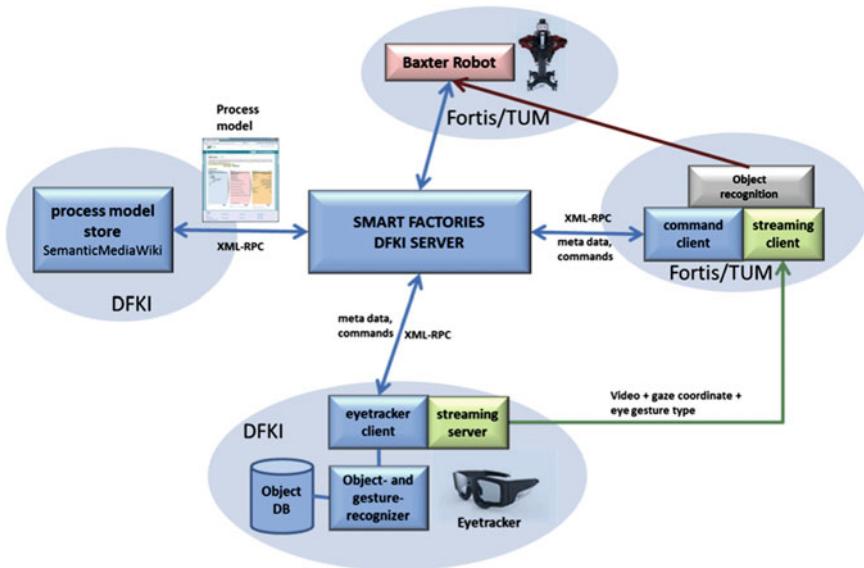 Baxter Robot
Fortis/TUM
Process
model
process model
store
SemanticMediaWiki
DFKI
XML-RPC
SMART FACTORIES
DFKI SERVER
XML-RPC
meta data,
commands
Object
recognition
command
client
streaming
client
Fortis/TUM
meta data,
commands
XML-RPC
Video + gaze coordinate +
eye gesture type
DFKI
eyetracker
client
streaming
server
Object
DB
Object- and
gesture-
recognizer
Eyetracker